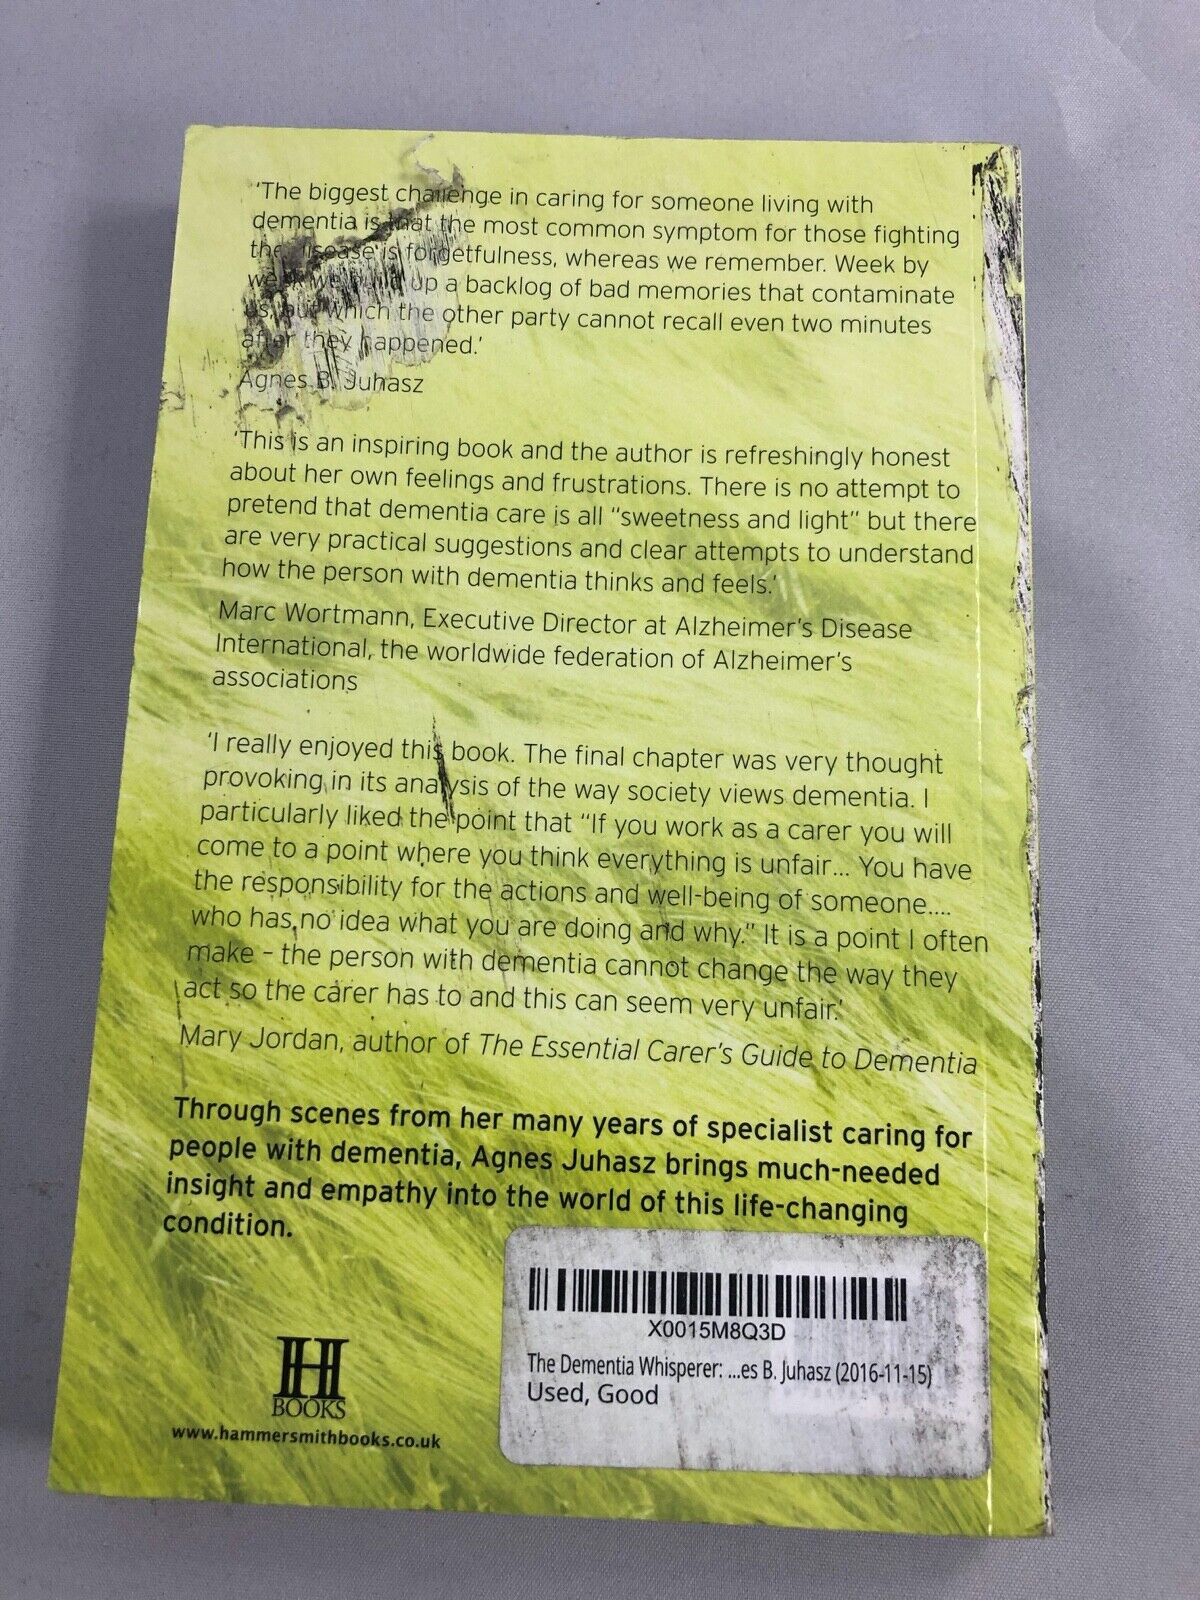 ‘The biggest challenge in caring for someone living with
dementia is that the most common symptom for those fighting
the disease is forgetfulness, whereas we remember. Week by
week we build up a backlog of bad memories that contaminate
us, but which the other party cannot recall even two minutes
after they happened.’
Agnes B. Juhasz
‘This is an inspiring book and the author is refreshingly honest
about her own feelings and frustrations. There is no attempt to
pretend that dementia care is all “sweetness and light” but there
are very practical suggestions and clear attempts to understand
how the person with dementia thinks and feels.’
Marc Wortmann, Executive Director at Alzheimer’s Disease
International, the worldwide federation of Alzheimer’s
associations
‘I really enjoyed this book. The final chapter was very thought
provoking in its analysis of the way society views dementia. I
particularly liked the point that “If you work as a carer you will
come to a point where you think everything is unfair... You have
the responsibility for the actions and well-being of someone....
who has no idea what you are doing and why.” It is a point I often
make – the person with dementia cannot change the way they
act so the carer has to and this can seem very unfair.’
Mary Jordan, author of The Essential Carer’s Guide to Dementia
Through scenes from her many years of specialist caring for
people with dementia, Agnes Juhasz brings much-needed
insight and empathy into the world of this life-changing
condition.
X0015M8Q3D
The Dementia Whisperer: ...es B. Juhasz (2016-11-15)
Used, Good
H
BOOKS
www.hammersmithbooks.co.uk